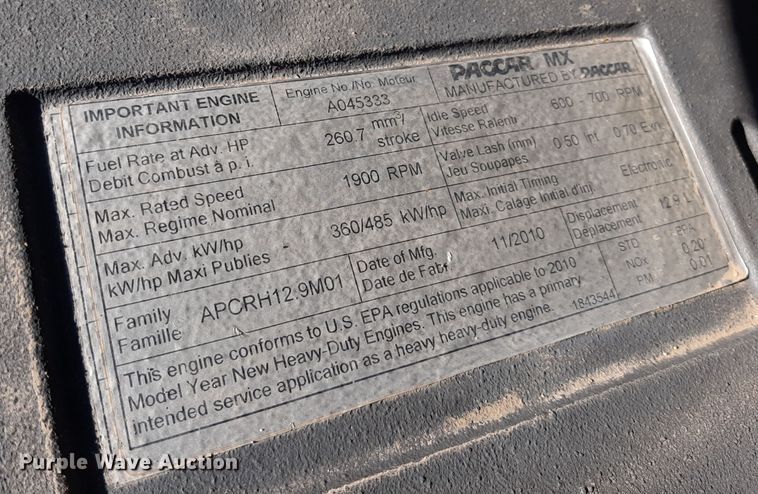 IMPORTANT ENGINE
INFORMATION
Engine No./No. Moteur
A045333
PACCAR MX
MANUFACTURED BY PACCAR
Fuel Rate at Adv. HP
Debit Combust à p. i.
260.7 mm³/
stroke
Idle Speed
Vitesse Ralenti
600 - 700 RPM
Max. Rated Speed
Max. Regime Nominal
1900 RPM
Valve Lash (mm)
Jeu Soupapes
0.50 Int. 0.70 Exh.
Max. Adv. kW/hp
kW/hp Maxi Publies -
360/485 kW/hp
Max. Initial Timing
Maxi. Calage Initial d'inj.
Electronic
Family
Famille
APCRH12.9M01
Date of Mfg.
Date de Fabr.
11/2010
Displacement
Déplacement
12.9 L
This engine conforms to U.S. EPA regulations applicable to 2010
Model Year New Heavy-Duty Engines. This engine has a primary
intended service application as a heavy heavy-duty engine.
1843544
STD EPA
NOx 0.20
PM 0.01
Purple Wave Auction